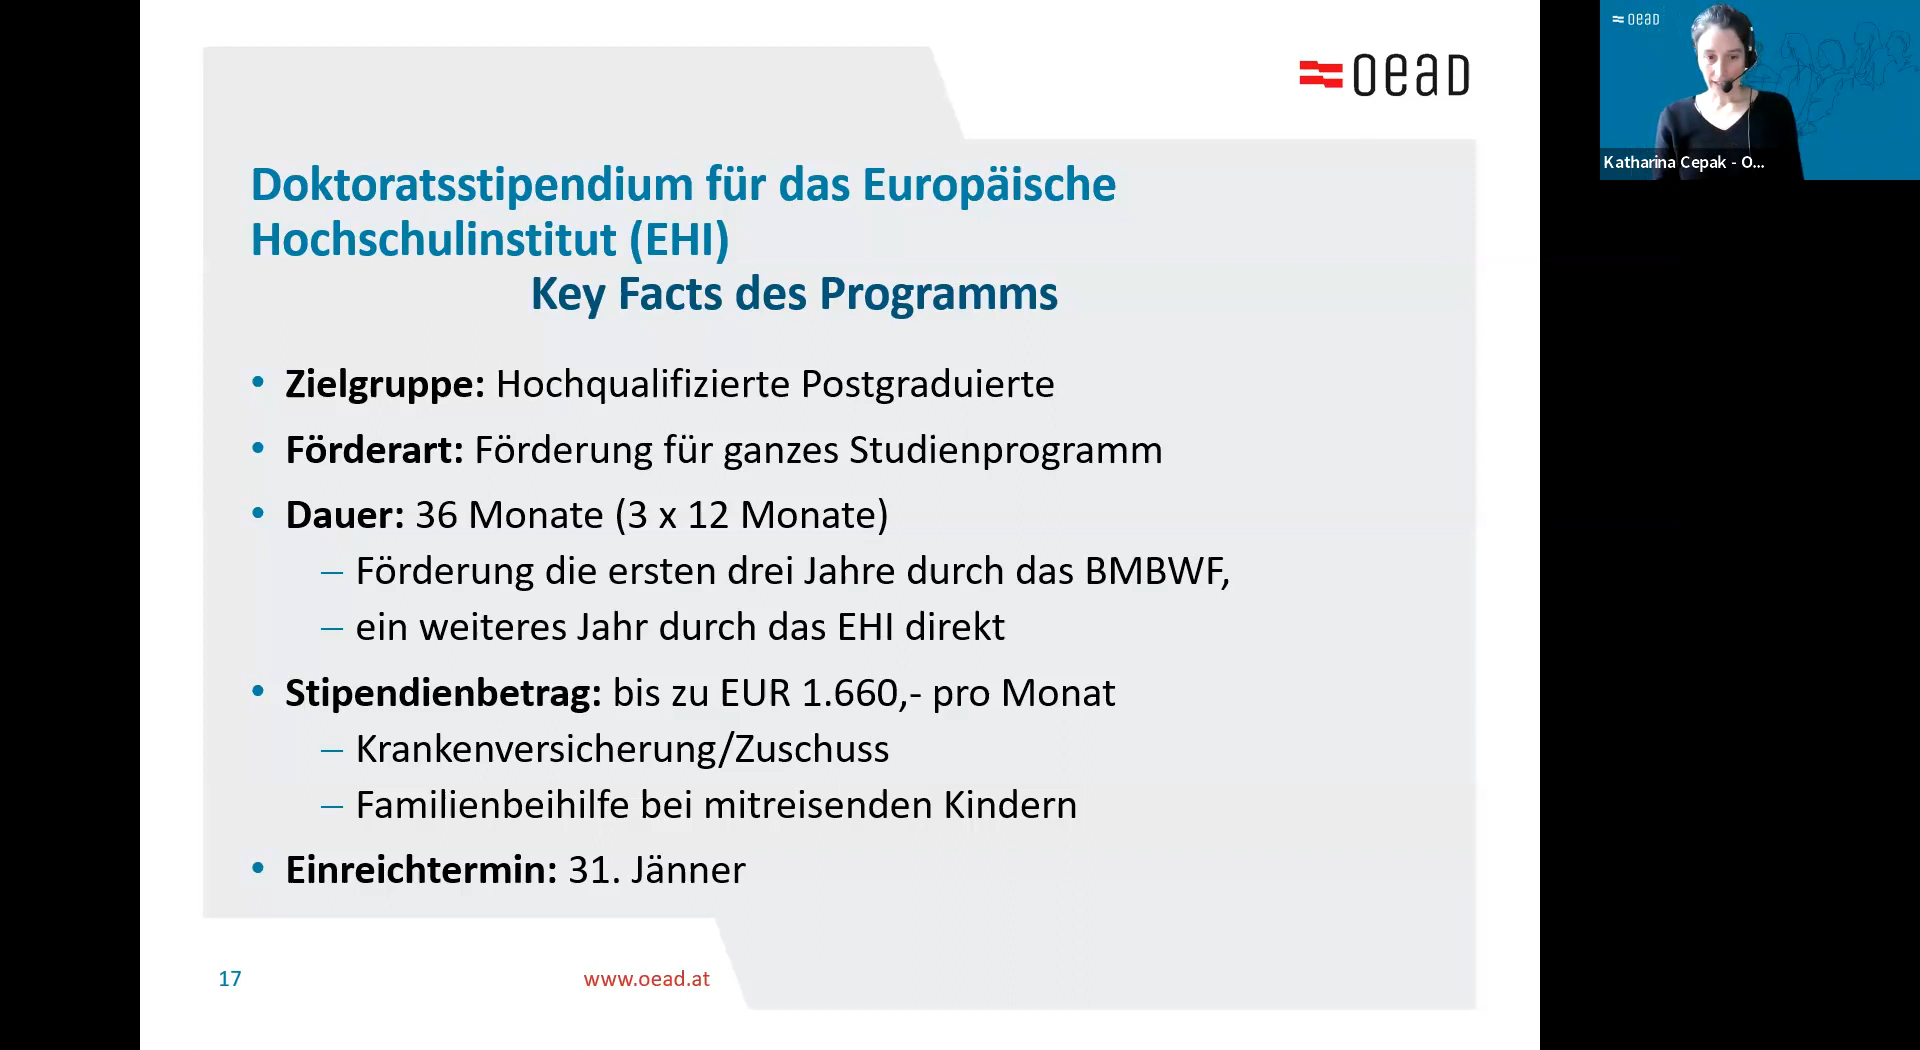 oead
Doktoratsstipendium für das Europäische
Hochschulinstitut (EHI)
Key Facts des Programms
• Zielgruppe: Hochqualifizierte Postgraduierte
• Förderart: Förderung für ganzes Studienprogramm
• Dauer: 36 Monate (3 x 12 Monate)
– Förderung die ersten drei Jahre durch das BMBWF,
– ein weiteres Jahr durch das EHI direkt
• Stipendienbetrag: bis zu EUR 1.660,- pro Monat
– Krankenversicherung/Zuschuss
– Familienbeihilfe bei mitreisenden Kindern
• Einreichtermin: 31. Jänner
17
www.oead.at
oead
Katharina Cepak - O...